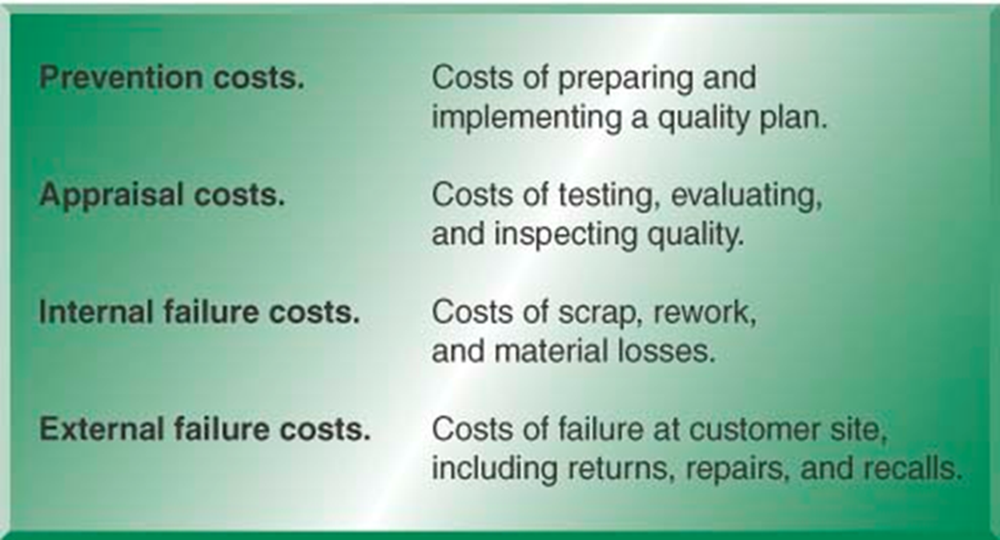 Prevention costs. Costs of preparing and
implementing a quality plan.
Appraisal costs. Costs of testing, evaluating,
and inspecting quality.
Internal failure costs. Costs of scrap, rework,
and material losses.
External failure costs. Costs of failure at customer site,
including returns, repairs, and recalls.